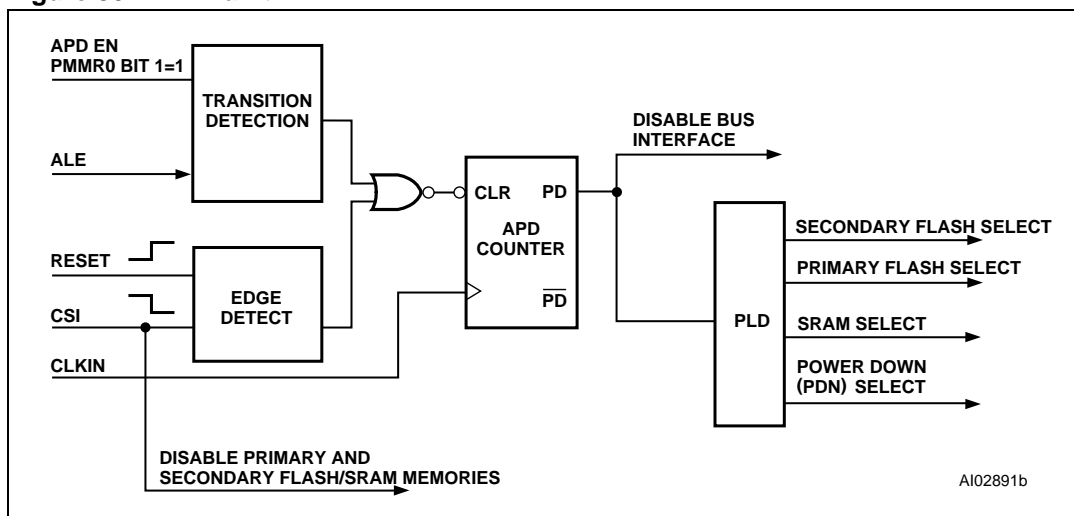 APD EN
PMMR0 BIT 1=1
TRANSITION
DETECTION
ALE
RESET
CSI
EDGE
DETECT
CLKIN
CLR PD
APD
COUNTER
PD
DISABLE BUS
INTERFACE
PLD
SECONDARY FLASH SELECT
PRIMARY FLASH SELECT
SRAM SELECT
POWER DOWN
(PDN) SELECT
DISABLE PRIMARY AND
SECONDARY FLASH/SRAM MEMORIES
AI02891b